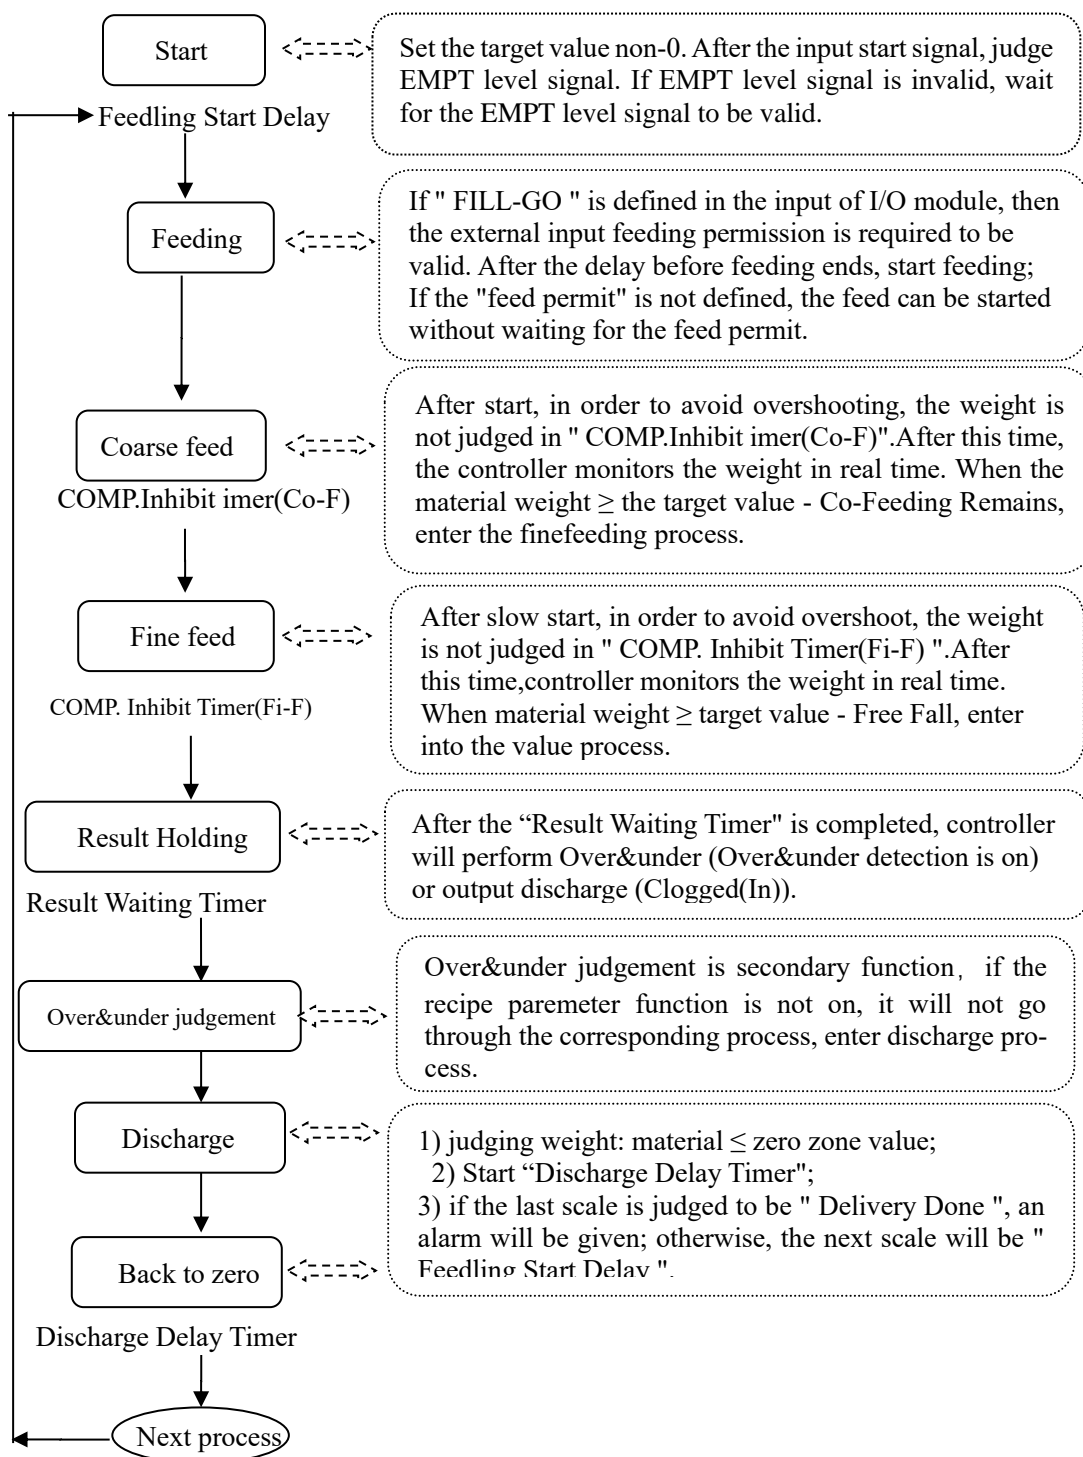 Start
Set the target value non-0. After the input start signal, judge
EMPT level signal. If EMPT level signal is invalid, wait
for the EMPT level signal to be valid.
Feedling Start Delay
Feeding
If " FILL-GO " is defined in the input of I/O module, then
the external input feeding permission is required to be
valid. After the delay before feeding ends, start feeding;
If the "feed permit" is not defined, the feed can be started
without waiting for the feed permit.
Coarse feed
COMP.Inhibit imer(Co-F)
After start, in order to avoid overshooting, the weight is
not judged in " COMP.Inhibit imer(Co-F)".After this time,
the controller monitors the weight in real time. When the
material weight ≥ the target value - Co-Feeding Remains,
enter the finefeeding process.
Fine feed
COMP. Inhibit Timer(Fi-F)
After slow start, in order to avoid overshoot, the weight
is not judged in " COMP. Inhibit Timer(Fi-F) ".After
this time,controller monitors the weight in real time.
When material weight ≥ target value - Free Fall, enter
into the value process.
Result Holding
Result Waiting Timer
After the “Result Waiting Timer" is completed, controller
will perform Over&under (Over&under detection is on)
or output discharge (Clogged(In)).
Over&under judgement
Over&under judgement is secondary function，if the
recipe paremeter function is not on, it will not go
through the corresponding process, enter discharge pro-
cess.
Discharge
1) judging weight: material ≤ zero zone value;
2) Start “Discharge Delay Timer";
3) if the last scale is judged to be " Delivery Done ", an
alarm will be given; otherwise, the next scale will be "
Feedling Start Delay ".
Back to zero
Discharge Delay Timer
Next process